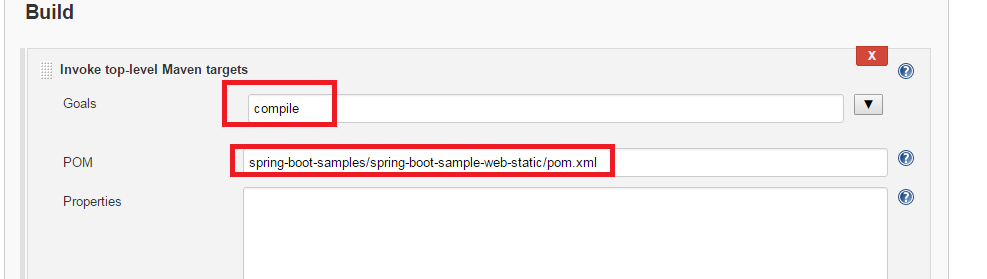 Build
Invoke top-level Maven targets
X
?
Goals
compile
▼
POM
spring-boot-samples/spring-boot-sample-web-static/pom.xml
?
Properties
?